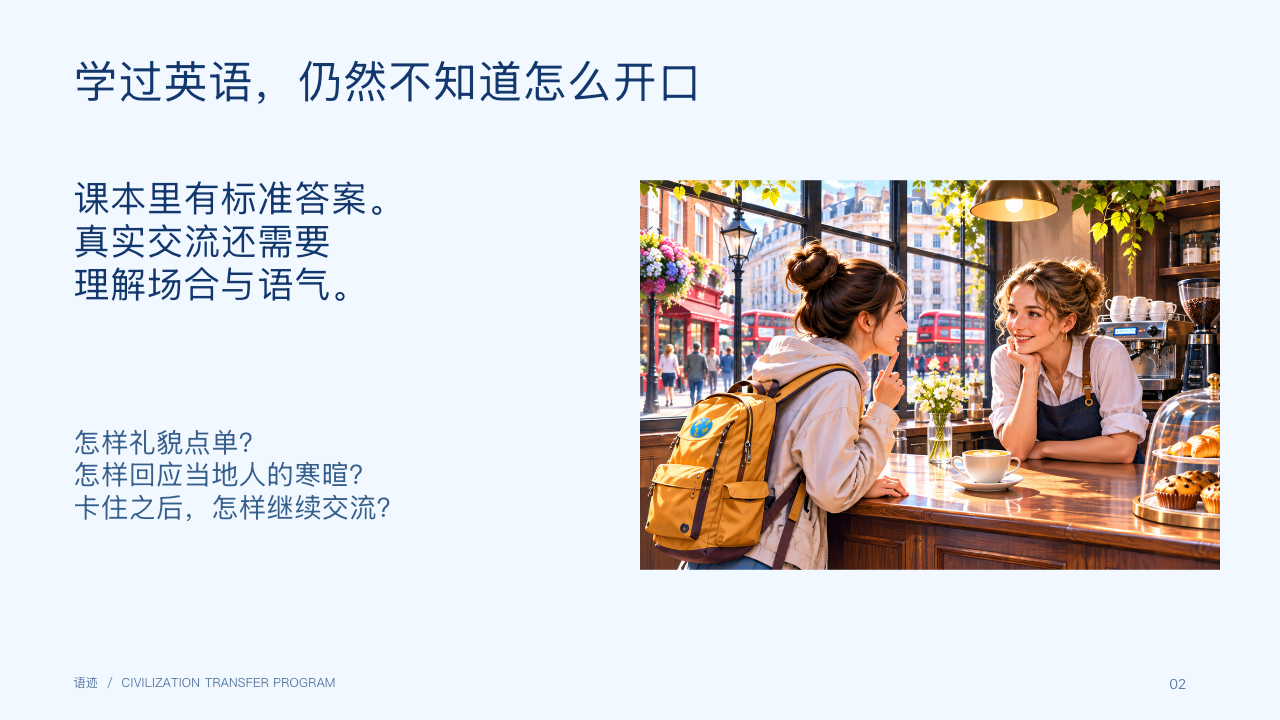 学过英语，仍然不知道怎么开口
课本里有标准答案。
真实交流还需要
理解场合与语气。
怎样礼貌点单？
怎样回应当地人的寒暄？
卡住之后，怎样继续交流？
语迹 / CIVILIZATION TRANSFER PROGRAM
02